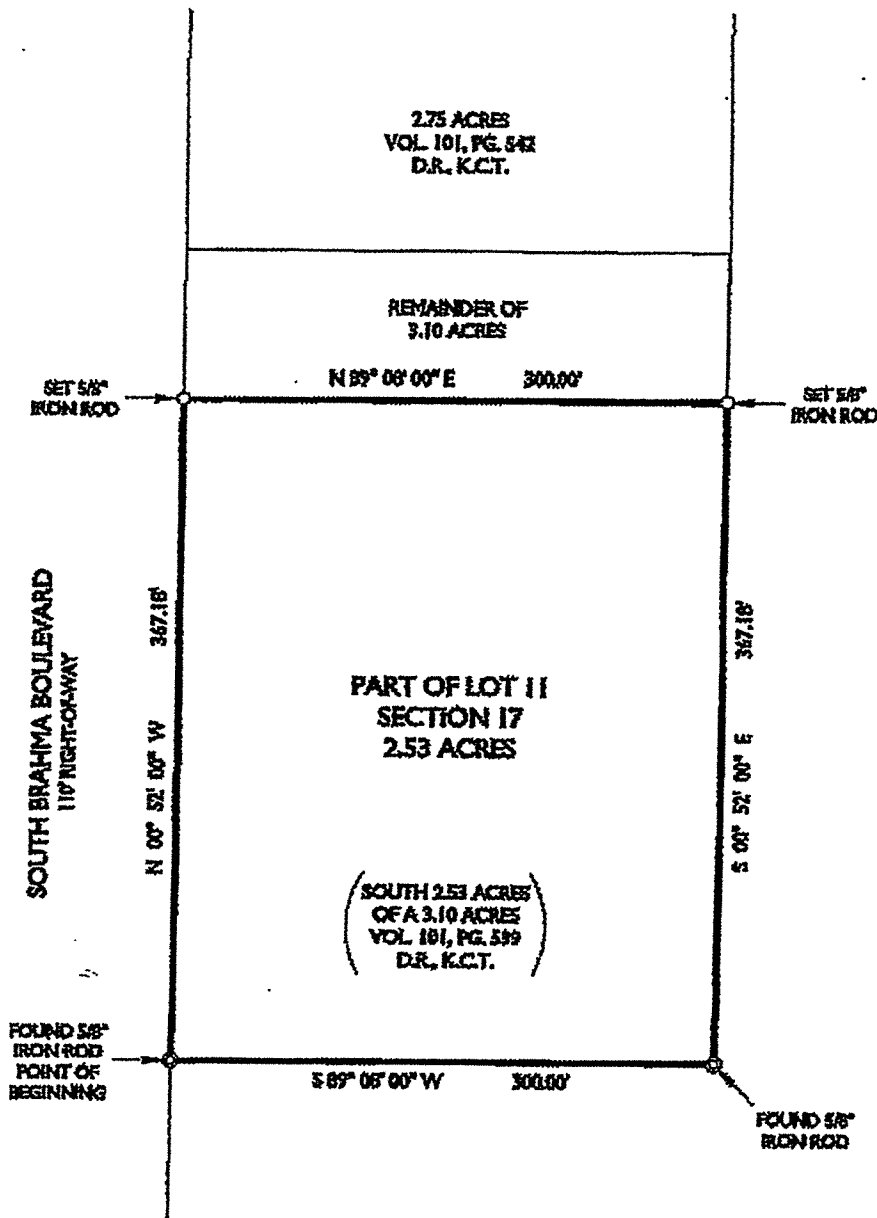 2.75 ACRES
VOL. 101, PG. 542
D.R., K.C.T.
REMAINDER OF
3.10 ACRES
N 89° 08' 00" E 300.00'
SET 5/8"
IRON ROD
SET 5/8"
IRON ROD
SOUTH BRAHMA BOULEVARD
110' RIGHT-OF-WAY
N 00° 52' 00" W 367.18'
S 00° 52' 00" E 367.18'
PART OF LOT 11
SECTION 17
2.53 ACRES
SOUTH 2.53 ACRES
OF A 3.10 ACRES
VOL. 101, PG. 539
D.R., K.C.T.
FOUND 5/8"
IRON ROD
POINT OF
BEGINNING
S 89° 08' 00" W 300.00'
FOUND 5/8"
IRON ROD